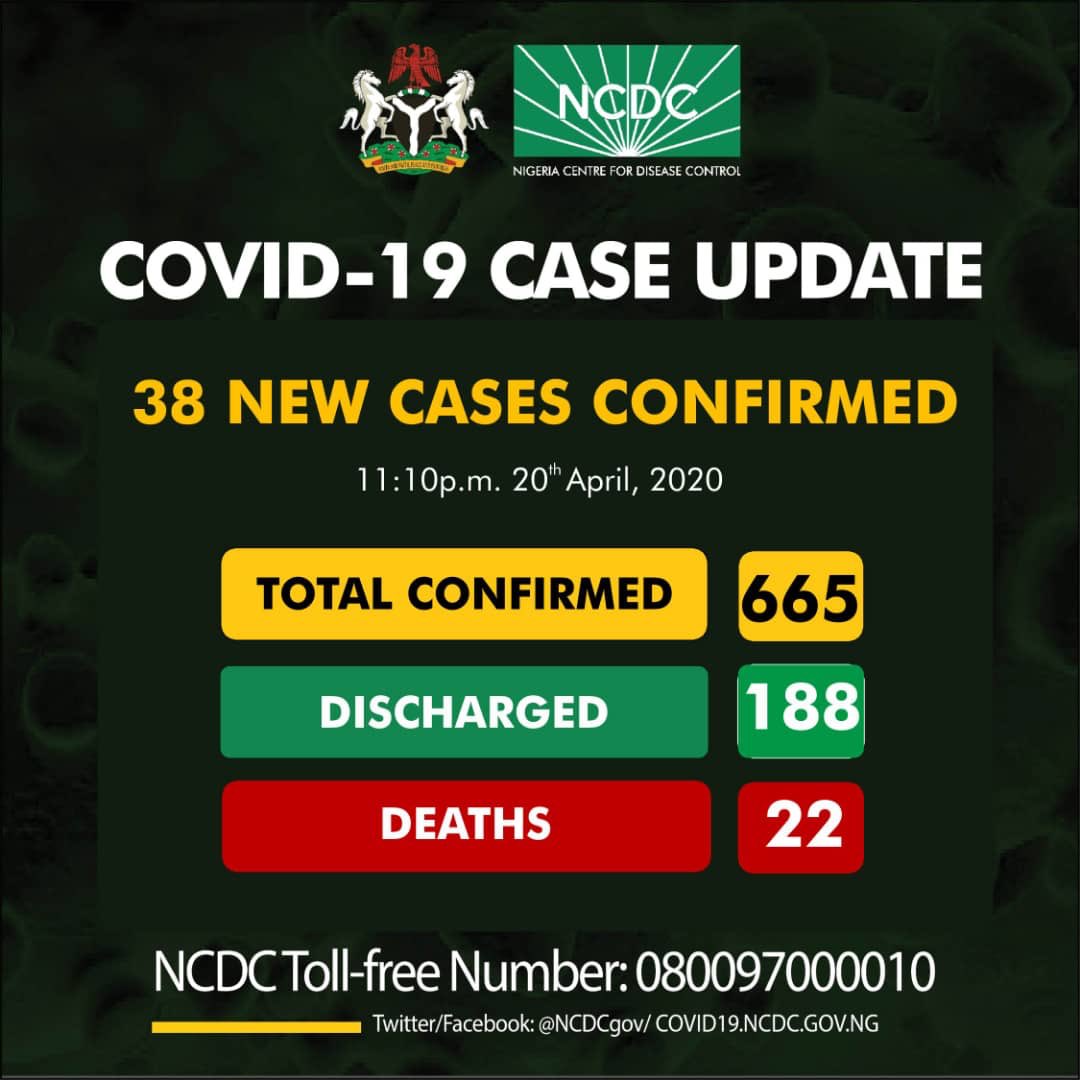 NCDC
NIGERIA CENTRE FOR DISEASE CONTROL
COVID-19 CASE UPDATE
38 NEW CASES CONFIRMED
11:10p.m. 20th April, 2020
TOTAL CONFIRMED 665
DISCHARGED 188
DEATHS 22
NCDC Toll-free Number: 080097000010
Twitter/Facebook: @NCDCgov/ COVID19.NCDC.GOV.NG